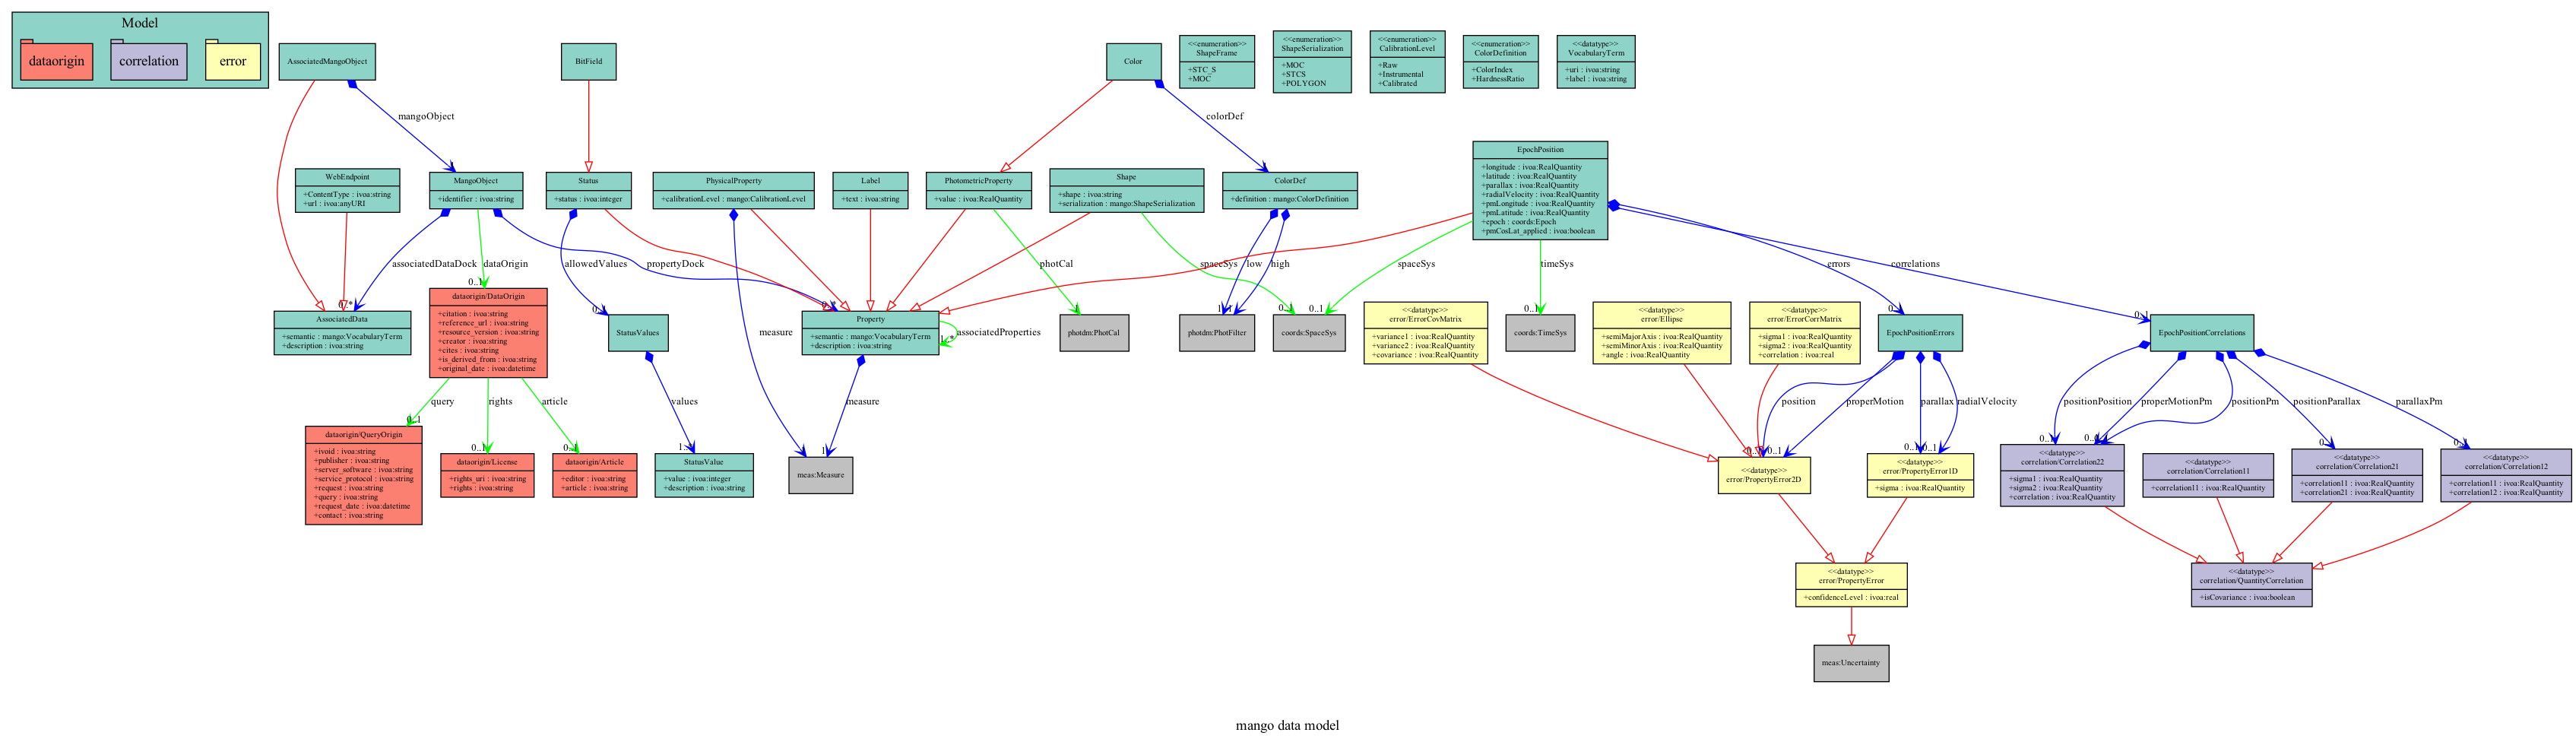 Model
dataorigin
correlation
error
AssociatedMangoObject
BitField
Color
<<enumeration>>
ShapeFrame
+STC_S
+MOC
<<enumeration>>
ShapeSerialization
+MOC
+STCS
+POLYGON
<<enumeration>>
CalibrationLevel
+Raw
+Instrumental
+Calibrated
<<enumeration>>
ColorDefinition
+ColorIndex
+HardnessRatio
<<datatype>>
VocabularyTerm
+uri : ivoa:string
+label : ivoa:string
mangoObject
colorDef
1
1
WebEndpoint
+ContentType : ivoa:string
+url : ivoa:anyURI
MangoObject
+identifier : ivoa:string
Status
+status : ivoa:integer
PhysicalProperty
+calibrationLevel : mango:CalibrationLevel
Label
+text : ivoa:string
PhotometricProperty
+value : ivoa:RealQuantity
Shape
+shape : ivoa:string
+serialization : mango:ShapeSerialization
ColorDef
+definition : mango:ColorDefinition
EpochPosition
+longitude : ivoa:RealQuantity
+latitude : ivoa:RealQuantity
+parallax : ivoa:RealQuantity
+radialVelocity : ivoa:RealQuantity
+pmLongitude : ivoa:RealQuantity
+pmLatitude : ivoa:RealQuantity
+epoch : coords:Epoch
+pmCosLat_applied : ivoa:boolean
associatedDataDock
dataOrigin
allowedValues
propertyDock
photCal
spaceSys
low
high
spaceSys
timeSys
errors
correlations
0..*
0..1
0..1
0..*
1
1
1
0..1
0..1
0..1
0..1
AssociatedData
+semantic : mango:VocabularyTerm
+description : ivoa:string
dataorigin/DataOrigin
+citation : ivoa:string
+reference_url : ivoa:string
+resource_version : ivoa:string
+creator : ivoa:string
+cites : ivoa:string
+is_derived_from : ivoa:string
+original_date : ivoa:datetime
StatusValues
measure
Property
+semantic : mango:VocabularyTerm
+description : ivoa:string
associatedProperties
1..*
photdm:PhotCal
photdm:PhotFilter
coords:SpaceSys
<<datatype>>
error/ErrorCovMatrix
+variance1 : ivoa:RealQuantity
+variance2 : ivoa:RealQuantity
+covariance : ivoa:RealQuantity
coords:TimeSys
<<datatype>>
error/Ellipse
+semiMajorAxis : ivoa:RealQuantity
+semiMinorAxis : ivoa:RealQuantity
+angle : ivoa:RealQuantity
<<datatype>>
error/ErrorCorrMatrix
+sigma1 : ivoa:RealQuantity
+sigma2 : ivoa:RealQuantity
+correlation : ivoa:real
EpochPositionErrors
EpochPositionCorrelations
query
rights
article
values
measure
position
properMotion
parallax
radialVelocity
positionPosition
properMotionPm
positionPm
positionParallax
parallaxPm
0..1
0..1
0..1
1
1
0..1
0..1
0..1
0..1
dataorigin/QueryOrigin
+ivoid : ivoa:string
+publisher : ivoa:string
+server_software : ivoa:string
+service_protocol : ivoa:string
+request : ivoa:string
+query : ivoa:string
+request_date : ivoa:datetime
+contact : ivoa:string
dataorigin/License
+rights_uri : ivoa:string
+rights : ivoa:string
dataorigin/Article
+editor : ivoa:string
+article : ivoa:string
StatusValue
+value : ivoa:integer
+description : ivoa:string
meas:Measure
<<datatype>>
error/PropertyError2D
<<datatype>>
error/PropertyError1D
+sigma : ivoa:RealQuantity
<<datatype>>
correlation/Correlation22
+sigma1 : ivoa:RealQuantity
+sigma2 : ivoa:RealQuantity
+correlation : ivoa:RealQuantity
<<datatype>>
correlation/Correlation11
+correlation11 : ivoa:RealQuantity
<<datatype>>
correlation/Correlation21
+correlation11 : ivoa:RealQuantity
+correlation21 : ivoa:RealQuantity
<<datatype>>
correlation/Correlation12
+correlation11 : ivoa:RealQuantity
+correlation12 : ivoa:RealQuantity
<<datatype>>
error/PropertyError
+confidenceLevel : ivoa:real
<<datatype>>
correlation/QuantityCorrelation
+isCovariance : ivoa:boolean
meas:Uncertainty
mango data model